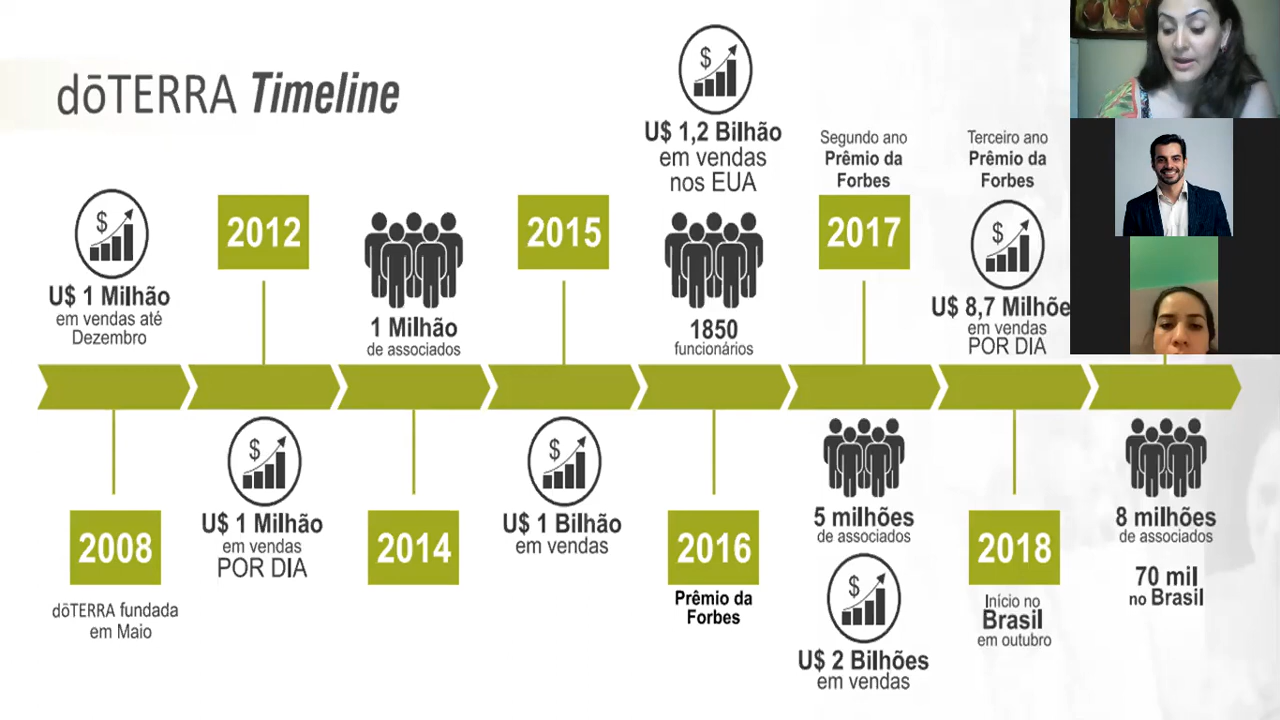 dōTERRA Timeline
U$ 1 Milhão
em vendas até
Dezembro
2008
dōTERRA fundada
em Maio
2012
$
U$ 1 Milhão
em vendas
POR DIA
1 Milhão
de associados
2014
2015
$
U$ 1 Bilhão
em vendas
$
U$ 1,2 Bilhão
em vendas
nos EUA
1850
funcionários
2016
Prêmio da
Forbes
Segundo ano
Prêmio da
Forbes
2017
5 milhões
de associados
$
U$ 2 Bilhões
em vendas
Terceiro ano
Prêmio da
Forbes
$
U$ 8,7 Milhõe
em vendas
POR DIA
2018
Início no
Brasil
em outubro
8 milhões
de associados
70 mil
no Brasil